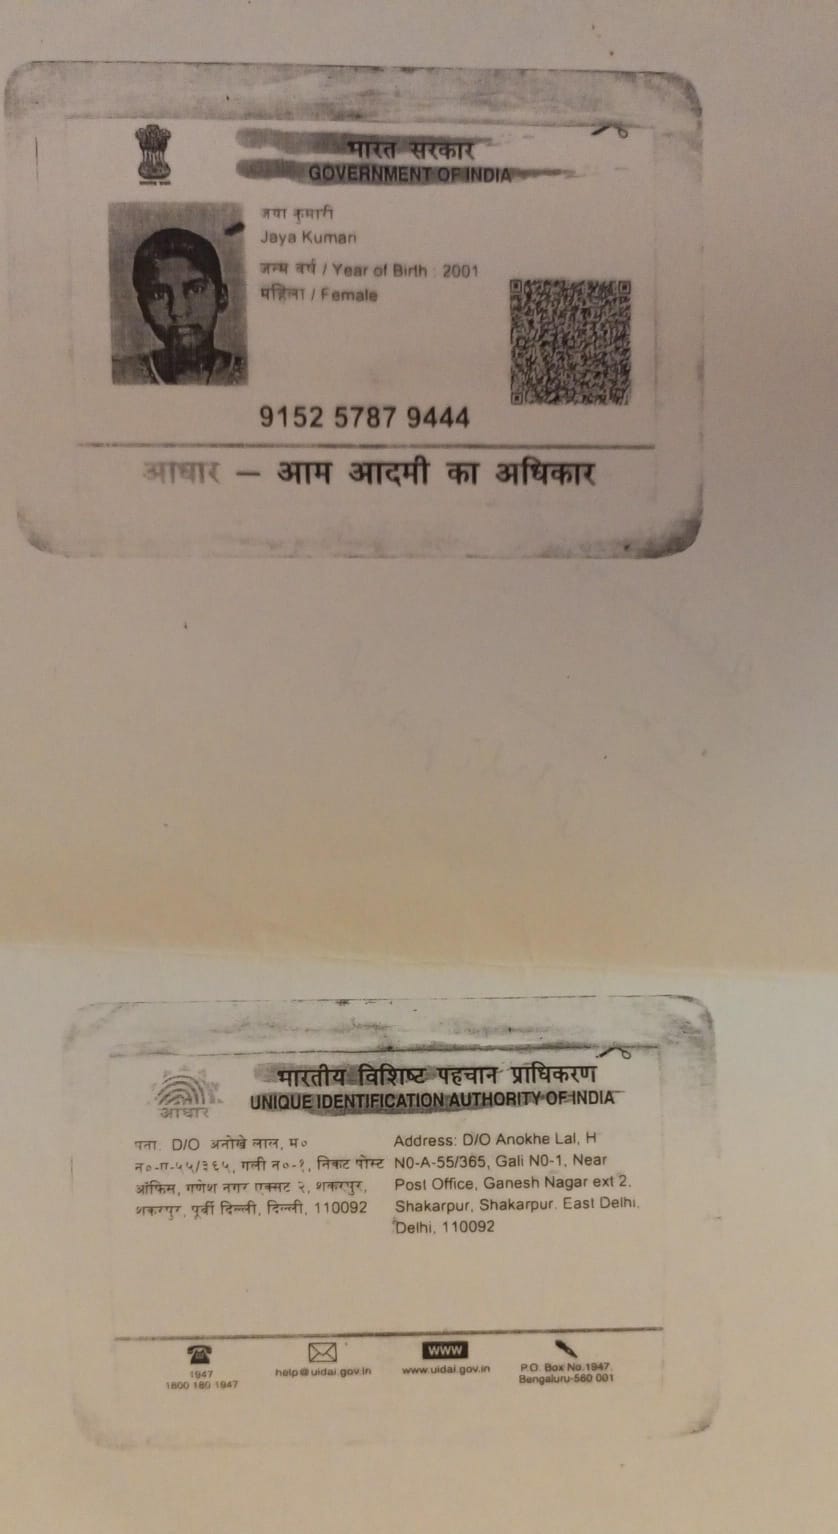 भारत सरकार
GOVERNMENT OF INDIA
जया कुमारी
Jaya Kumari
जन्म वर्ष / Year of Birth : 2001
महिला / Female
9152 5787 9444
आधार – आम आदमी का अधिकार
भारतीय विशिष्ट पहचान प्राधिकरण
UNIQUE IDENTIFICATION AUTHORITY OF INDIA
आधार
पता: D/O अनोखे लाल, म०
न०-ए-५५/३६५, गली न०-१, निकट पोस्ट
ऑफिस, गणेश नगर एक्सट २, शकरपुर,
शकरपुर, पूर्वी दिल्ली, दिल्ली, 110092
Address: D/O Anokhe Lal, H
N0-A-55/365, Gali N0-1, Near
Post Office, Ganesh Nagar ext 2,
Shakarpur, Shakarpur, East Delhi,
Delhi, 110092
1947
1800 180 1947
help@uidai.gov.in
www
www.uidai.gov.in
P.O. Box No.1947,
Bengaluru-560 001